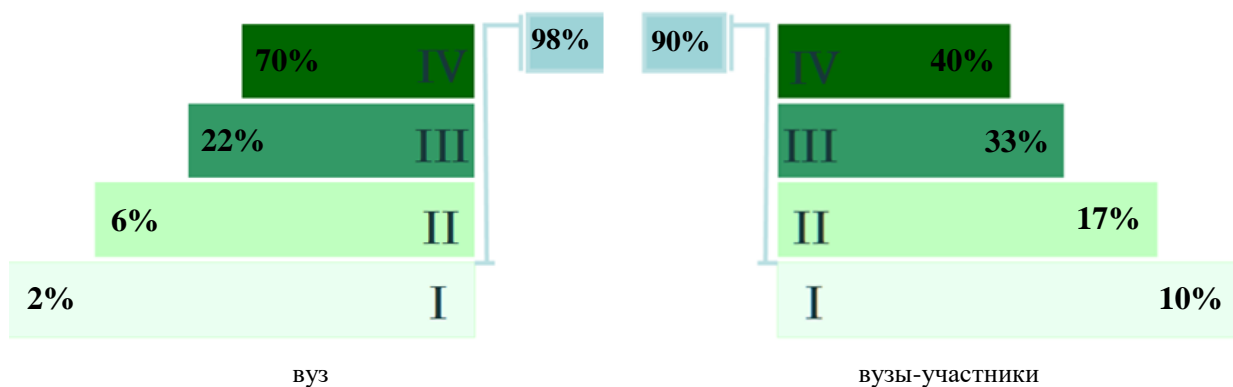 98% 90%
70% IV IV 40%
22% III III 33%
6% II II 17%
2% I I 10%
вуз вузы-участники